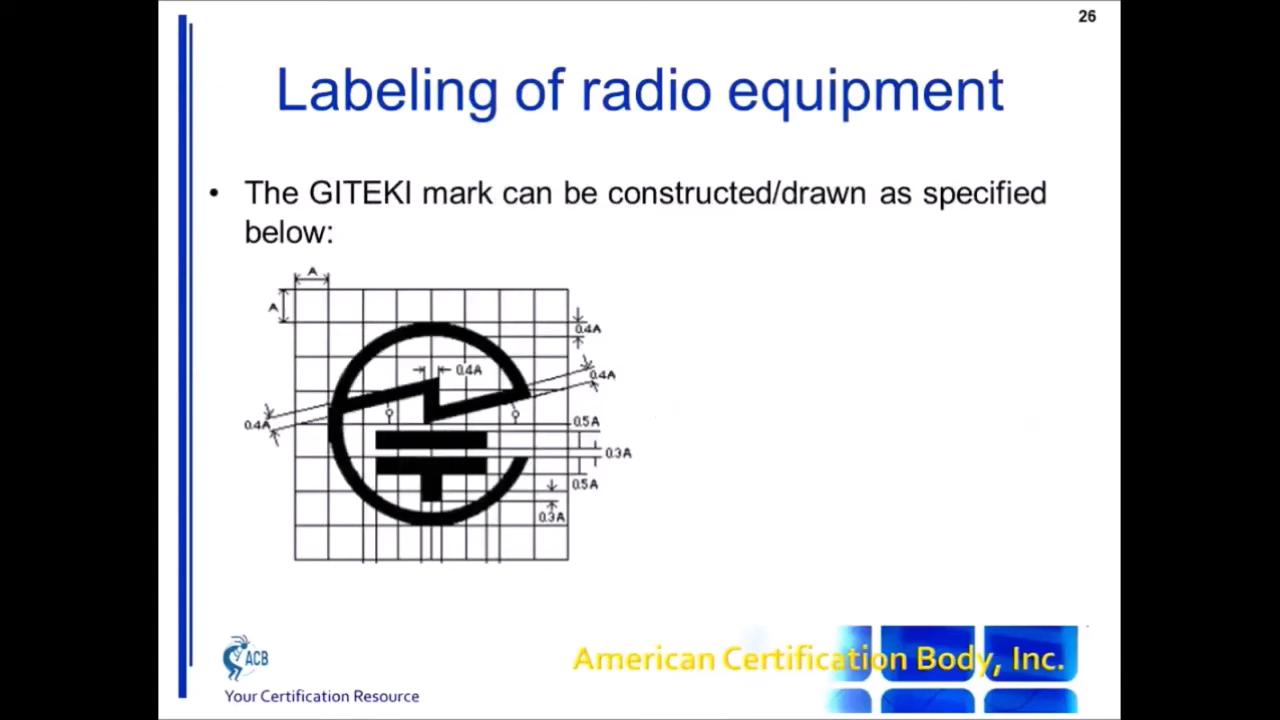 26
Labeling of radio equipment
• The GITEKI mark can be constructed/drawn as specified
below:
A
A
0.4A
0.4A
0.4A
0.4A
0.5A
0.3A
0.5A
0.3A
ACB
American Certification Body, Inc.
Your Certification Resource